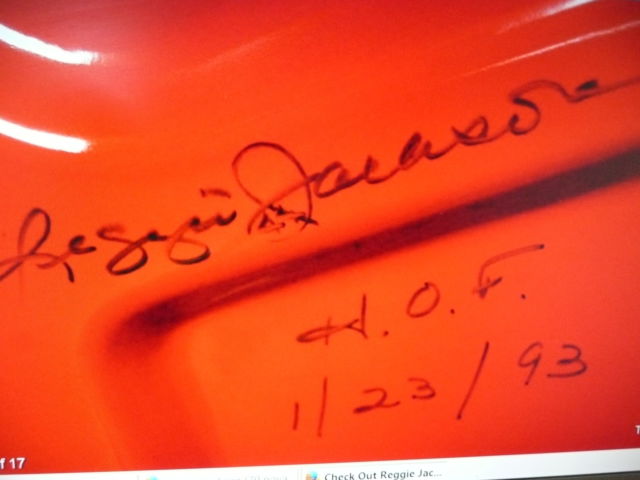 Reggie Jackson
H.O.F.
1/23/93
f 17
Check Out Reggie Jac...